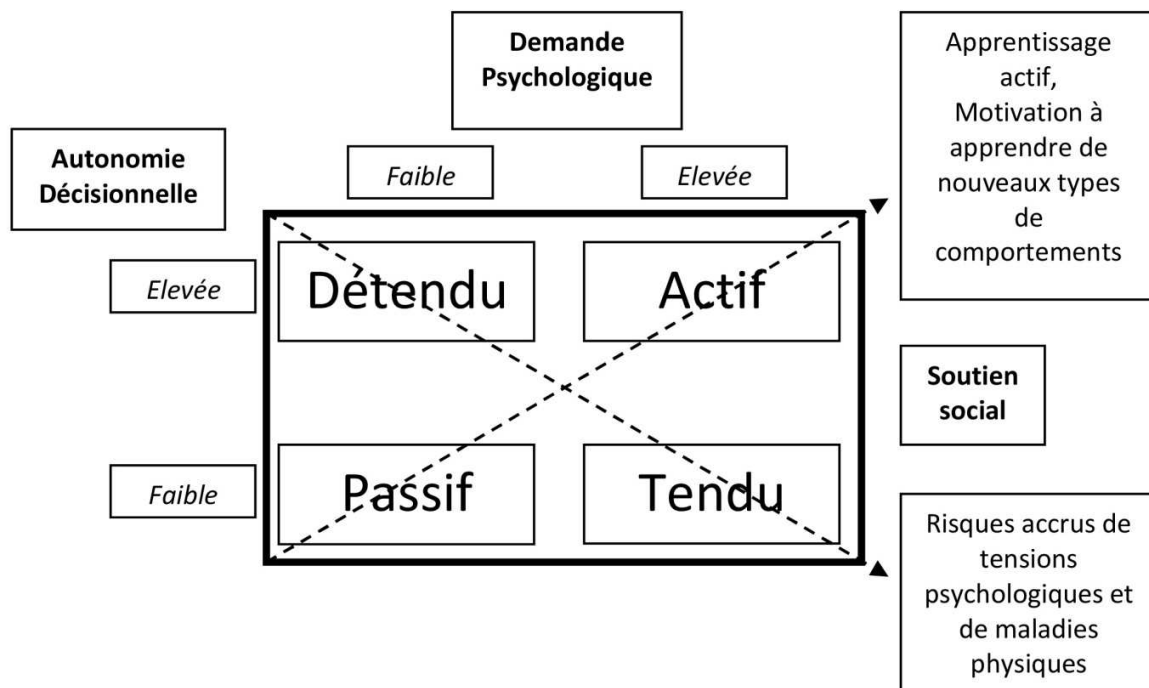 Demande
Psychologique
Apprentissage
actif,
Motivation à
apprendre de
nouveaux types
de
comportements
Autonomie
Décisionnelle
Faible
Elevée
Elevée
Détendu
Actif
Soutien
social
Faible
Passif
Tendu
Risques accrus de
tensions
psychologiques et
de maladies
physiques